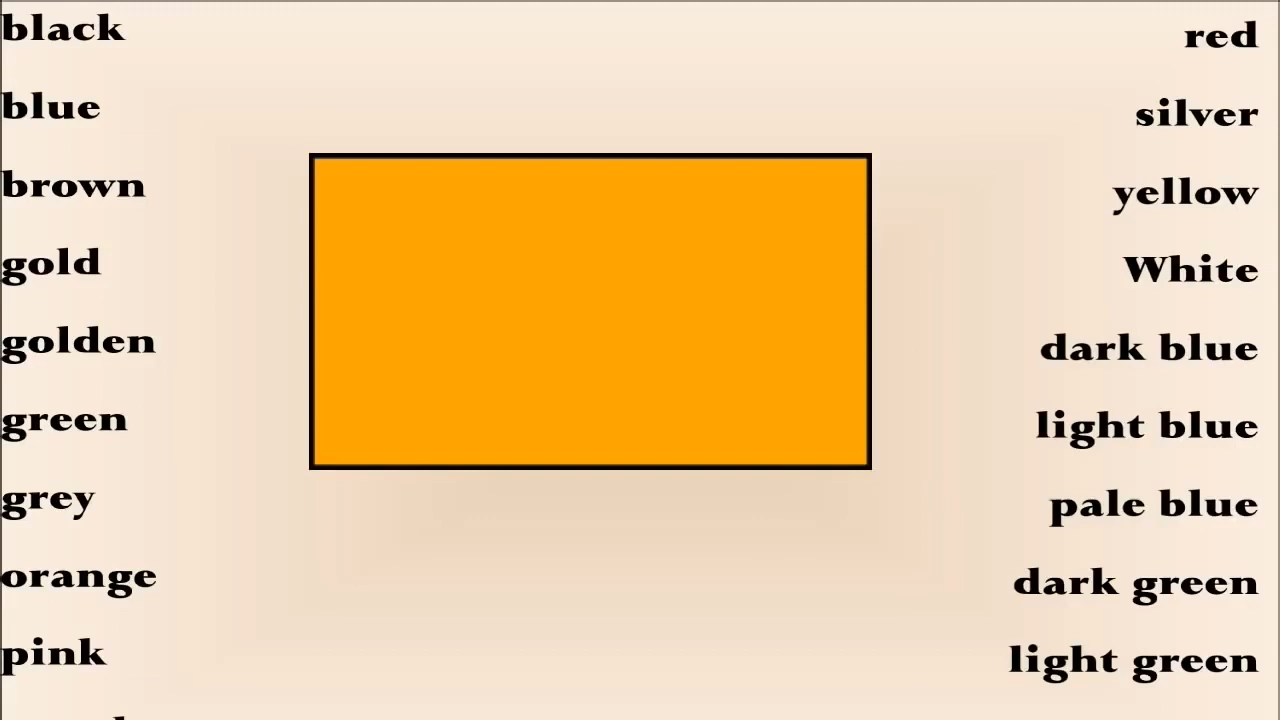 black
blue
brown
gold
golden
green
grey
orange
pink
red
silver
yellow
White
dark blue
light blue
pale blue
dark green
light green